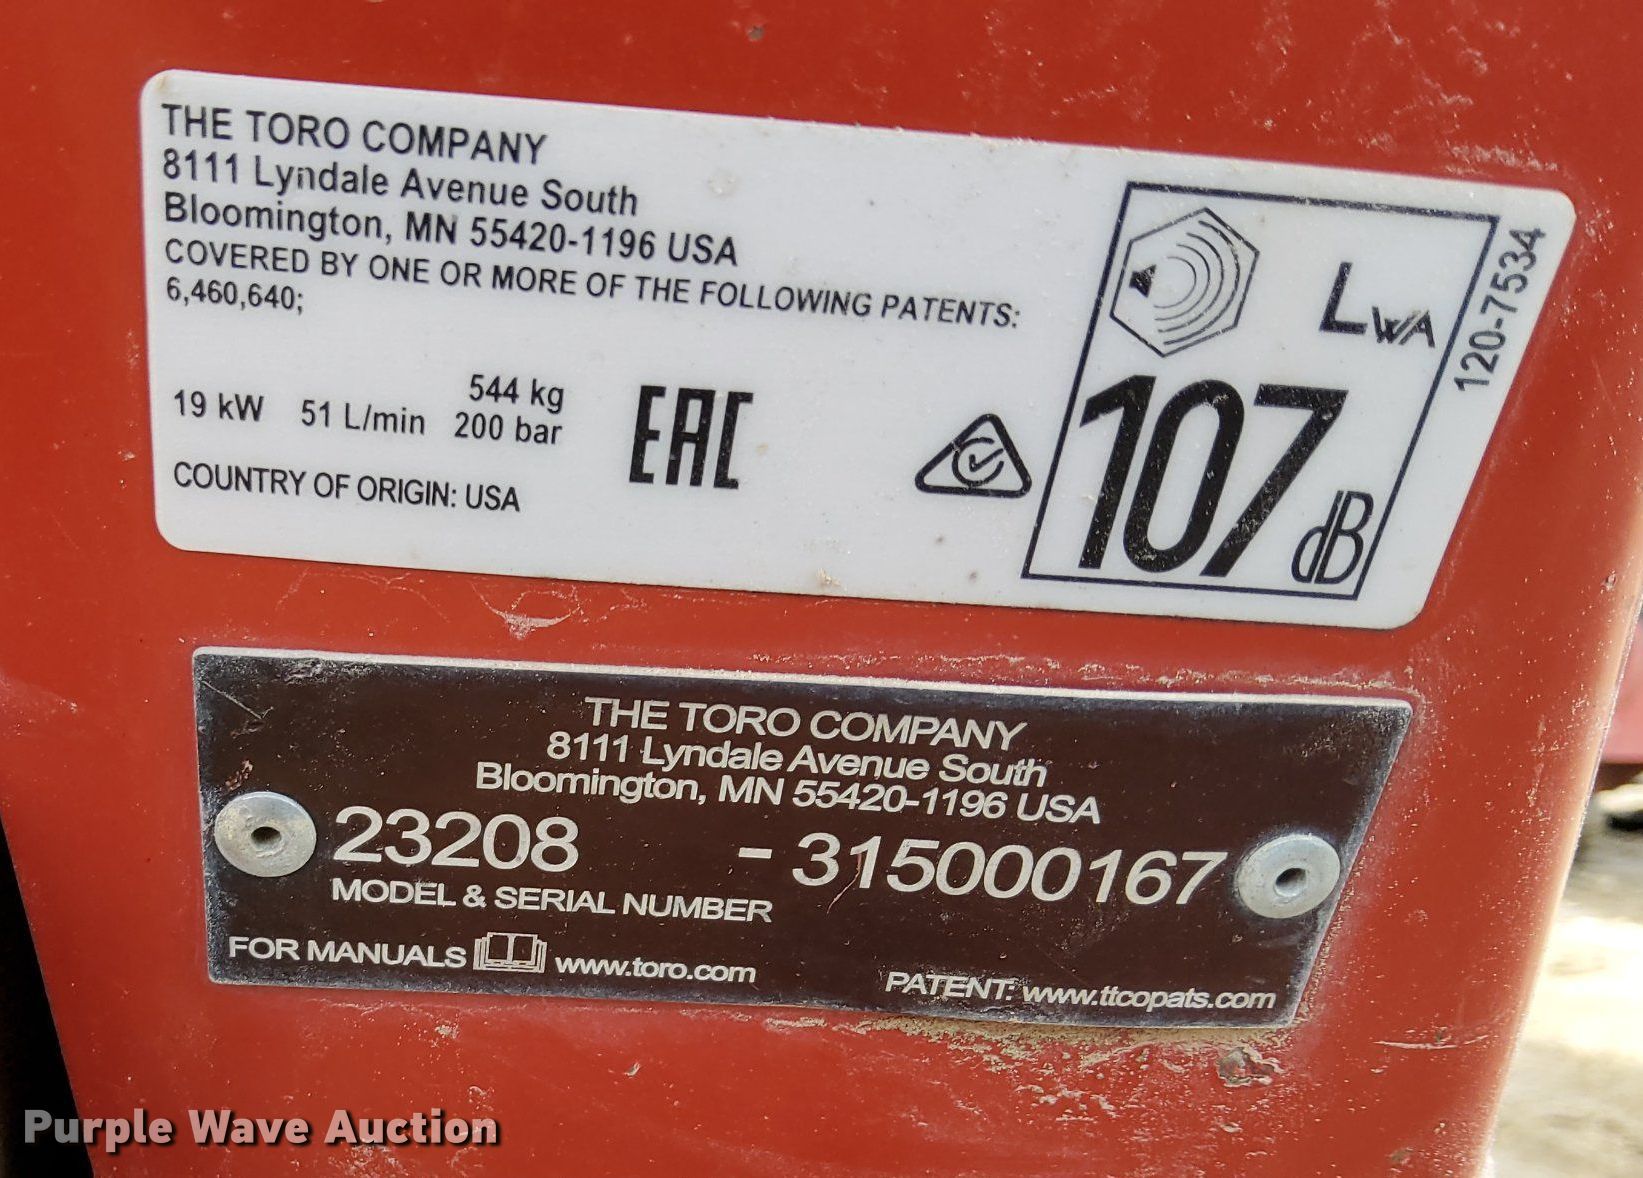 THE TORO COMPANY
8111 Lyndale Avenue South
Bloomington, MN 55420-1196 USA
COVERED BY ONE OR MORE OF THE FOLLOWING PATENTS:
6,460,640;
544 kg
19 kW 51 L/min 200 bar
COUNTRY OF ORIGIN: USA
EAC
LWA
107 dB
120-7534
THE TORO COMPANY
8111 Lyndale Avenue South
Bloomington, MN 55420-1196 USA
23208 - 315000167
MODEL & SERIAL NUMBER
FOR MANUALS www.toro.com
PATENT: www.ttcopats.com
Purple Wave Auction